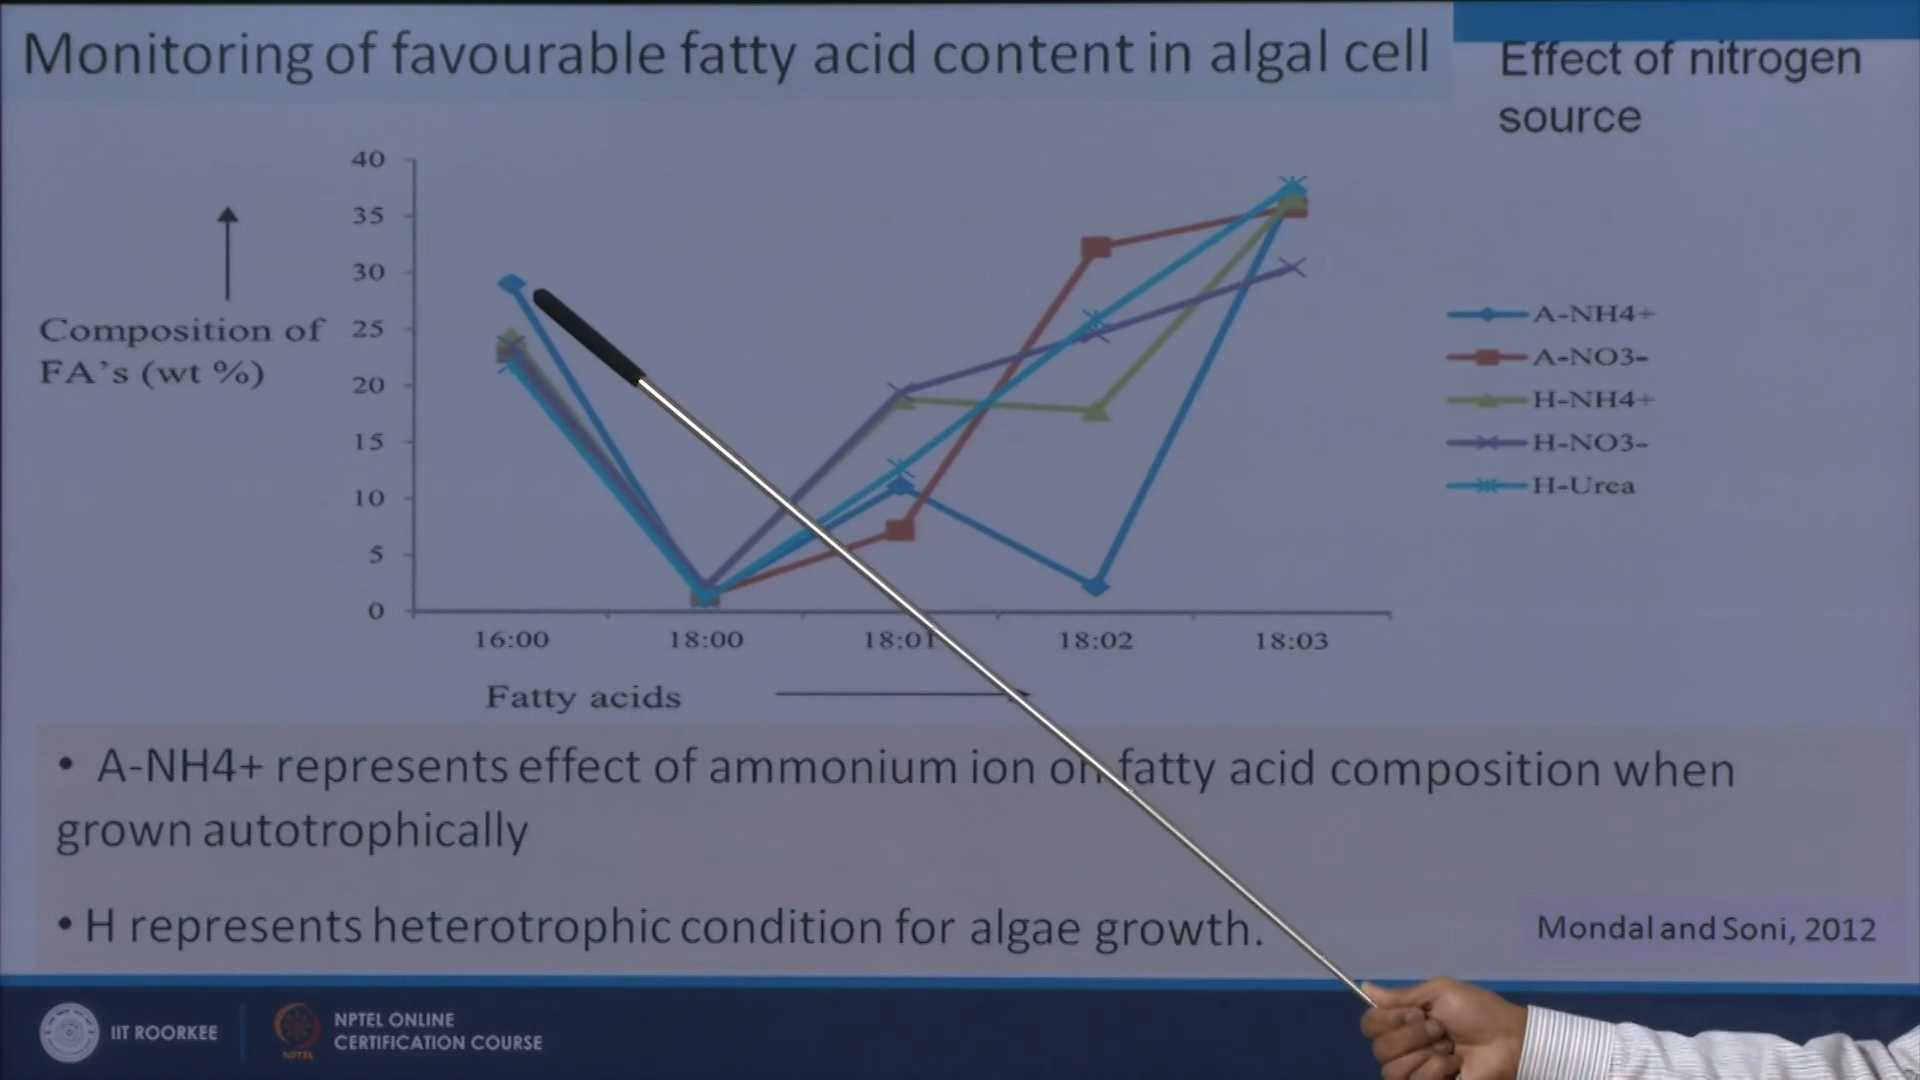 Monitoring of favourable fatty acid content in algal cell
Effect of nitrogen
source
40
35
30
25
20
15
10
5
0
Composition of
FA's (wt %)
16:00 18:00 18:01 18:02 18:03
Fatty acids
A-NH4+
A-NO3-
H-NH4+
H-NO3-
H-Urea
• A-NH4+ represents effect of ammonium ion on fatty acid composition when
grown autotrophically
• H represents heterotrophic condition for algae growth.
Mondal and Soni, 2012
IIT ROORKEE
NPTEL
NPTEL ONLINE
CERTIFICATION COURSE